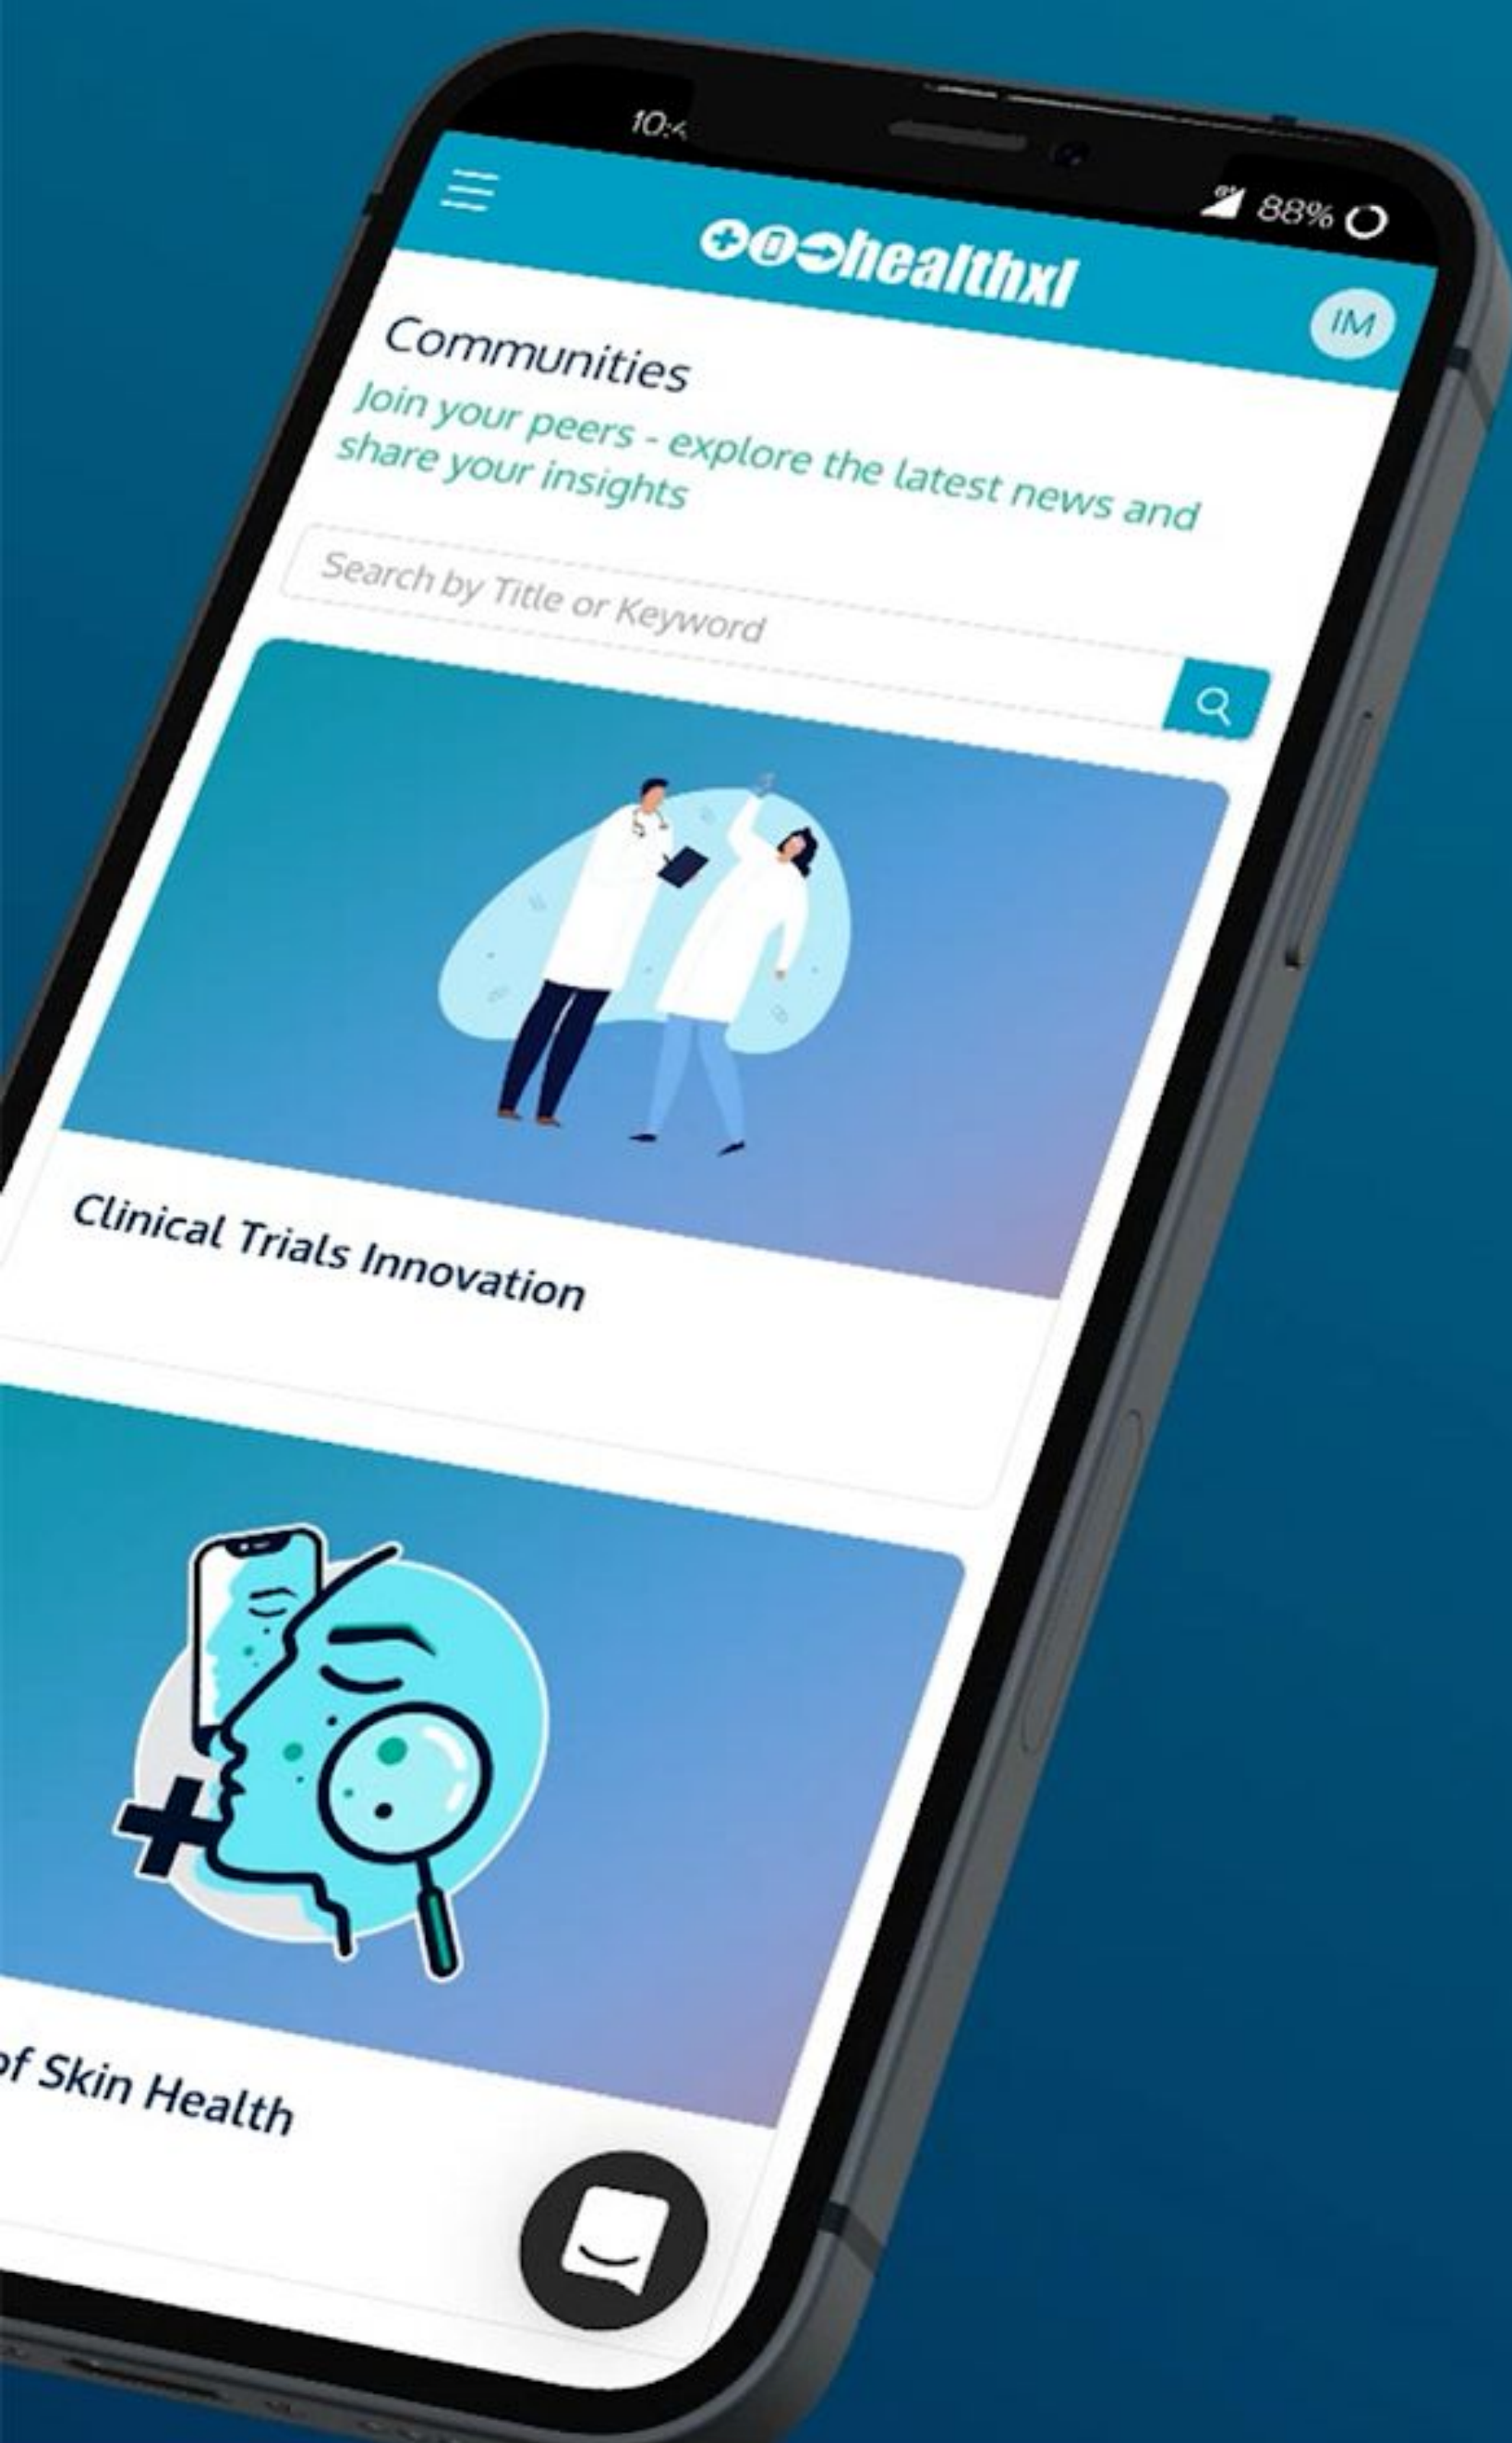 88%
healthxl
IM
Communities
Join your peers - explore the latest news and
share your insights
Search by Title or Keyword
Clinical Trials Innovation
of Skin Health